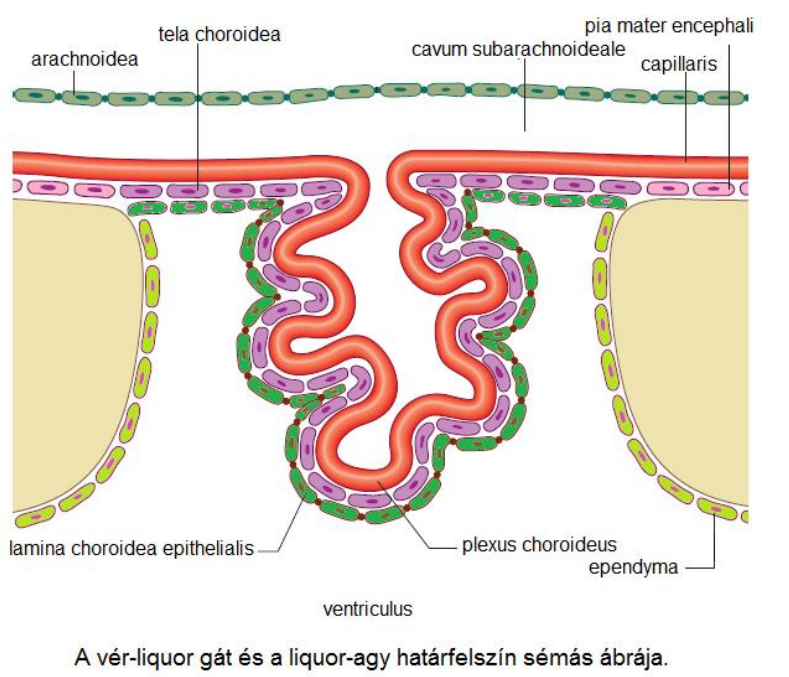 pia mater encephali
tela choroidea
cavum subarachnoideale
arachnoidea
capillaris
lamina choroidea epithelialis
plexus choroideus
ependyma
ventriculus
A vér-liquor gát és a liquor-agy határfelszín sémás ábrája.